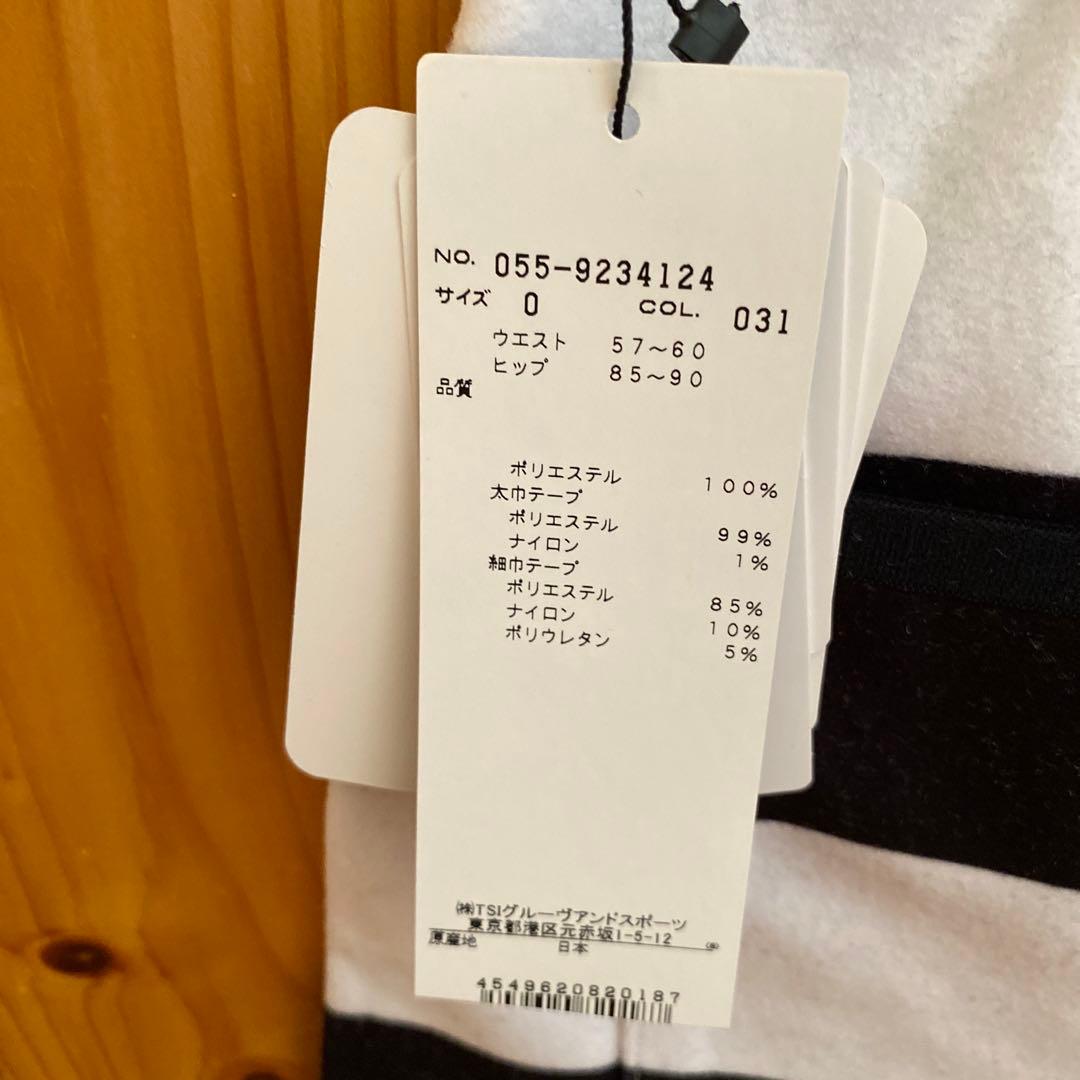 NO. 055-9234124
サイズ 0 COL. 031
ウエスト 57～60
ヒップ 85～90
品質
ポリエステル 100%
太巾テープ
ポリエステル 99%
ナイロン 1%
細巾テープ
ポリエステル 85%
ナイロン 10%
ポリウレタン 5%
㈱TSIグルーヴアンドスポーツ
東京都港区元赤坂1-5-12
原産地 日本
4549620820187